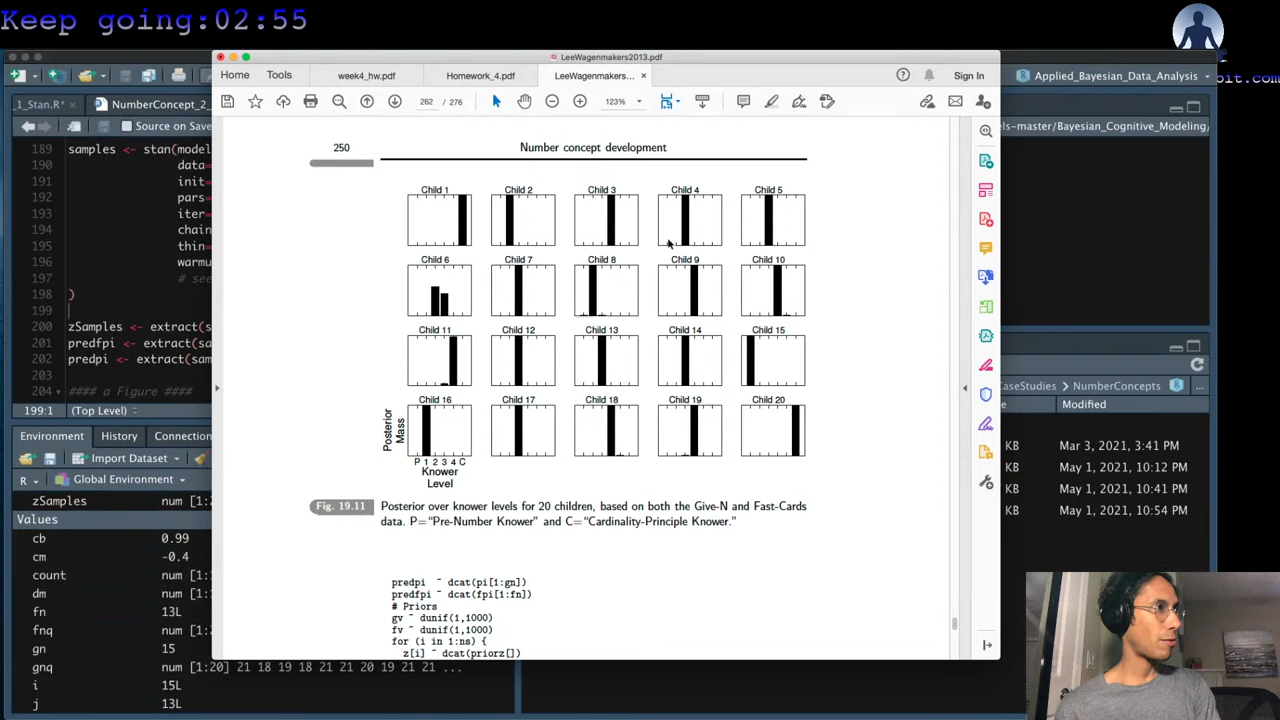 Keep going:02:55
LeeWagenmakers2013.pdf
Home Tools week4_hw.pdf Homework_4.pdf LeeWagenmakers... × Sign In
Applied_Bayesian_Data_Analysis
oit.com
_1_Stan.R* × NumberConcept_2_
262 / 276 123%
Source on Save
els-master/Bayesian_Cognitive_Modeling/
189 samples <- stan(model
190 data=
191 init=
192 pars=
193 iter=
194 chain
195 thin=
196 warmu
197 # see
198 )
199
200 zSamples <- extract(sa
201 predfpi <- extract(sa
202 predpi <- extract(sam
203
204 #### a Figure ####
199:1 (Top Level)
Environment History Connection
Import Dataset
R Global Environment
zSamples num [1:
Values
cb 0.99
cm -0.4
count num [1:
dm num [1:
fn 13L
fnq num [1:
gn 15
gnq num [1:20] 21 18 19 18 21 21 20 19 21 21 ...
i 15L
j 13L
250 Number concept development
Child 1 Child 2 Child 3 Child 4 Child 5
Child 6 Child 7 Child 8 Child 9 Child 10
Child 11 Child 12 Child 13 Child 14 Child 15
Child 16 Child 17 Child 18 Child 19 Child 20
Posterior
Mass
P 1 2 3 4 C
Knower
Level
Fig. 19.11 Posterior over knower levels for 20 children, based on both the Give-N and Fast-Cards
data. P="Pre-Number Knower" and C="Cardinality-Principle Knower."
predpi ~ dcat(pi[1:gn])
predfpi ~ dcat(fpi[1:fn])
# Priors
gv ~ dunif(1,1000)
fv ~ dunif(1,1000)
for (i in 1:ns) {
z[i] ~ dcat(priorz[])
CaseStudies > NumberConcepts ...
Modified
KB Mar 3, 2021, 3:41 PM
KB May 1, 2021, 10:12 PM
KB May 1, 2021, 10:41 PM
KB May 1, 2021, 10:54 PM